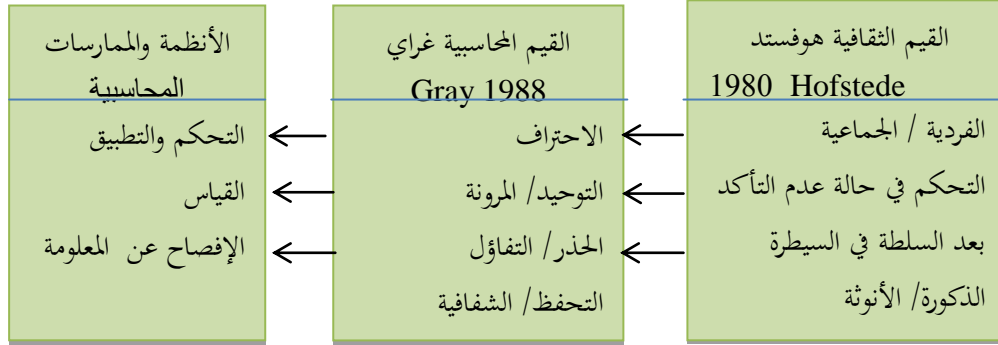 القيم الثقافية هوفستد
1980 Hofstede
الفردية / الجماعية
التحكم في حالة عدم التأكد
بعد السلطة في السيطرة
الذكورة/ الأنوثة
القيم المحاسبية غراي
Gray 1988
الاحتراف
التوحيد/ المرونة
الحذر/ التفاؤل
التحفظ/ الشفافية
الأنظمة والممارسات
المحاسبية
التحكم والتطبيق
القياس
الإفصاح عن المعلومة